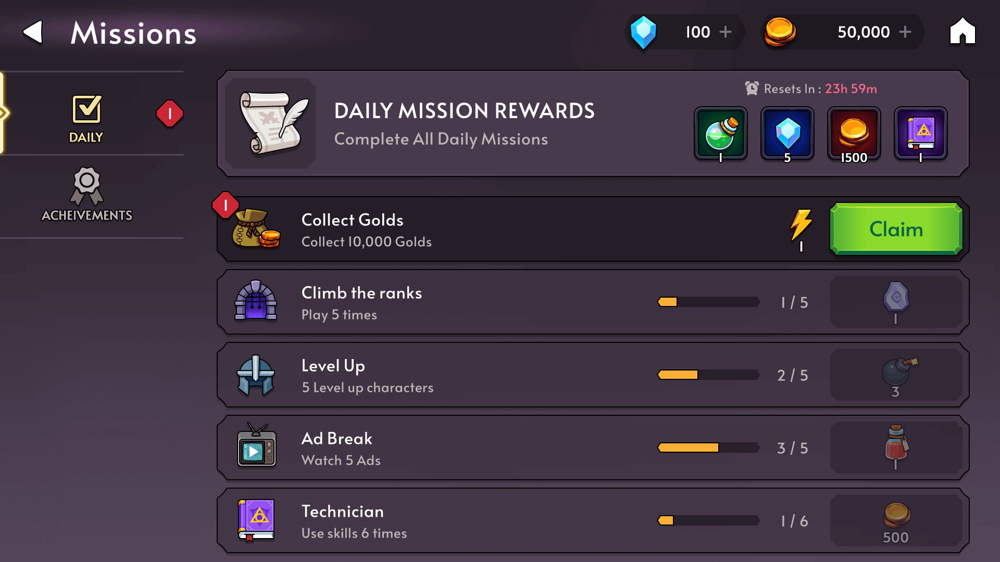 Missions
100 +
50,000 +
DAILY
1
ACHEIVEMENTS
DAILY MISSION REWARDS
Complete All Daily Missions
Resets In : 23h 59m
1
5
1500
1
1
Collect Golds
Collect 10,000 Golds
1
Claim
Climb the ranks
Play 5 times
1 / 5
1
Level Up
5 Level up characters
2 / 5
3
Ad Break
Watch 5 Ads
3 / 5
1
Technician
Use skills 6 times
1 / 6
500